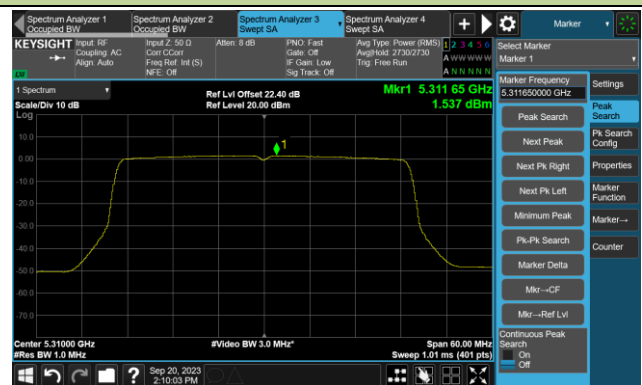 Spectrum Analyzer 1
Occupied BW
Spectrum Analyzer 2
Occupied BW
Spectrum Analyzer 3
Swept SA
Spectrum Analyzer 4
Swept SA
Marker
KEYSIGHT
Input: RF
Coupling: AC
Align: Auto
Input Z: 50 Ω
Corr CCorr
Freq Ref: Int (S)
NFE: Off
Atten: 8 dB
PNO: Fast
Gate: Off
IF Gain: Low
Sig Track: Off
Avg Type: Power (RMS)
Avg|Hold: 2730/2730
Trig: Free Run
1 2 3 4 5 6
A W W W W W
A N N N N N
LXI
Select Marker
Marker 1
1 Spectrum
Scale/Div 10 dB
Log
Ref Lvl Offset 22.40 dB
Ref Level 20.00 dBm
Mkr1 5.311 65 GHz
1.537 dBm
1
10.0
0.00
-10.0
-20.0
-30.0
-40.0
-50.0
-60.0
-70.0
Center 5.31000 GHz
#Res BW 1.0 MHz
#Video BW 3.0 MHz*
Span 60.00 MHz
Sweep 1.01 ms (401 pts)
Marker Frequency
5.311650000 GHz
Peak Search
Next Peak
Next Pk Right
Next Pk Left
Minimum Peak
Pk-Pk Search
Marker Delta
Mkr→CF
Mkr→Ref Lvl
Continuous Peak
Search
On
Off
Settings
Peak
Search
Pk Search
Config
Properties
Marker
Function
Marker→
Counter
Sep 20, 2023
2:10:03 PM